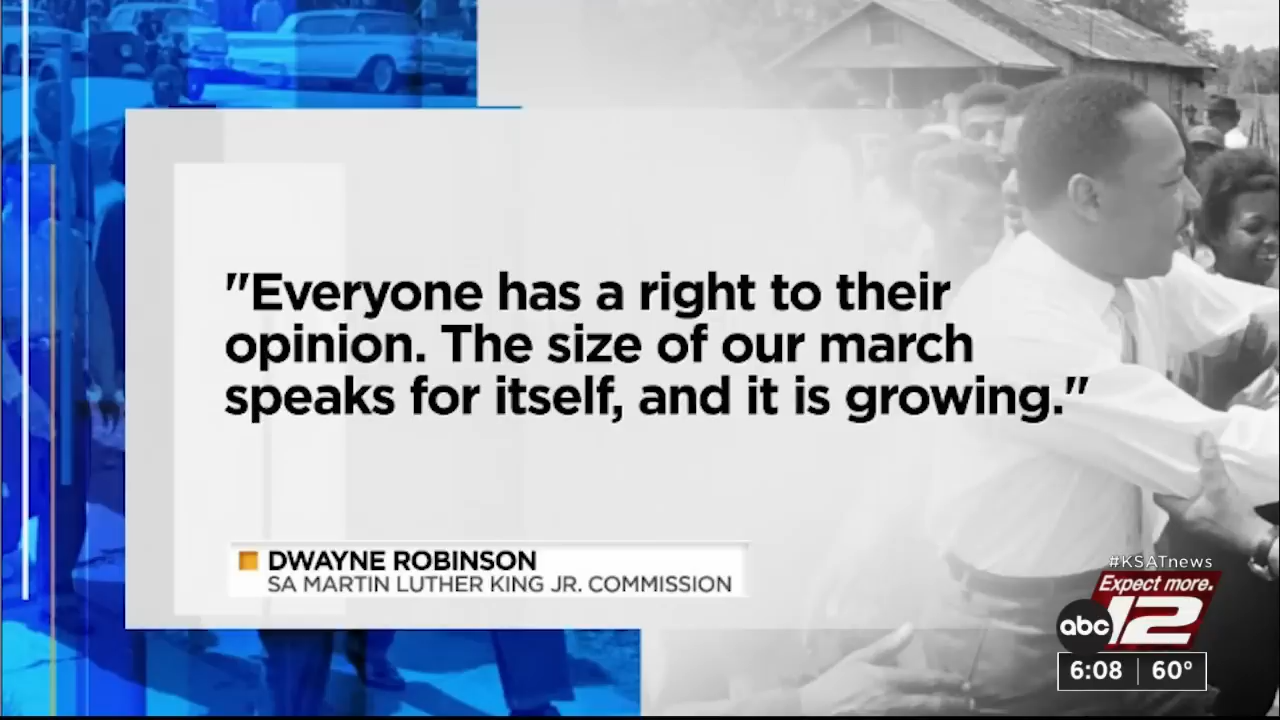 "Everyone has a right to their
opinion. The size of our march
speaks for itself, and it is growing."
DWAYNE ROBINSON
SA MARTIN LUTHER KING JR. COMMISSION
#KSATnews
Expect more.
abc 12
6:08 60°